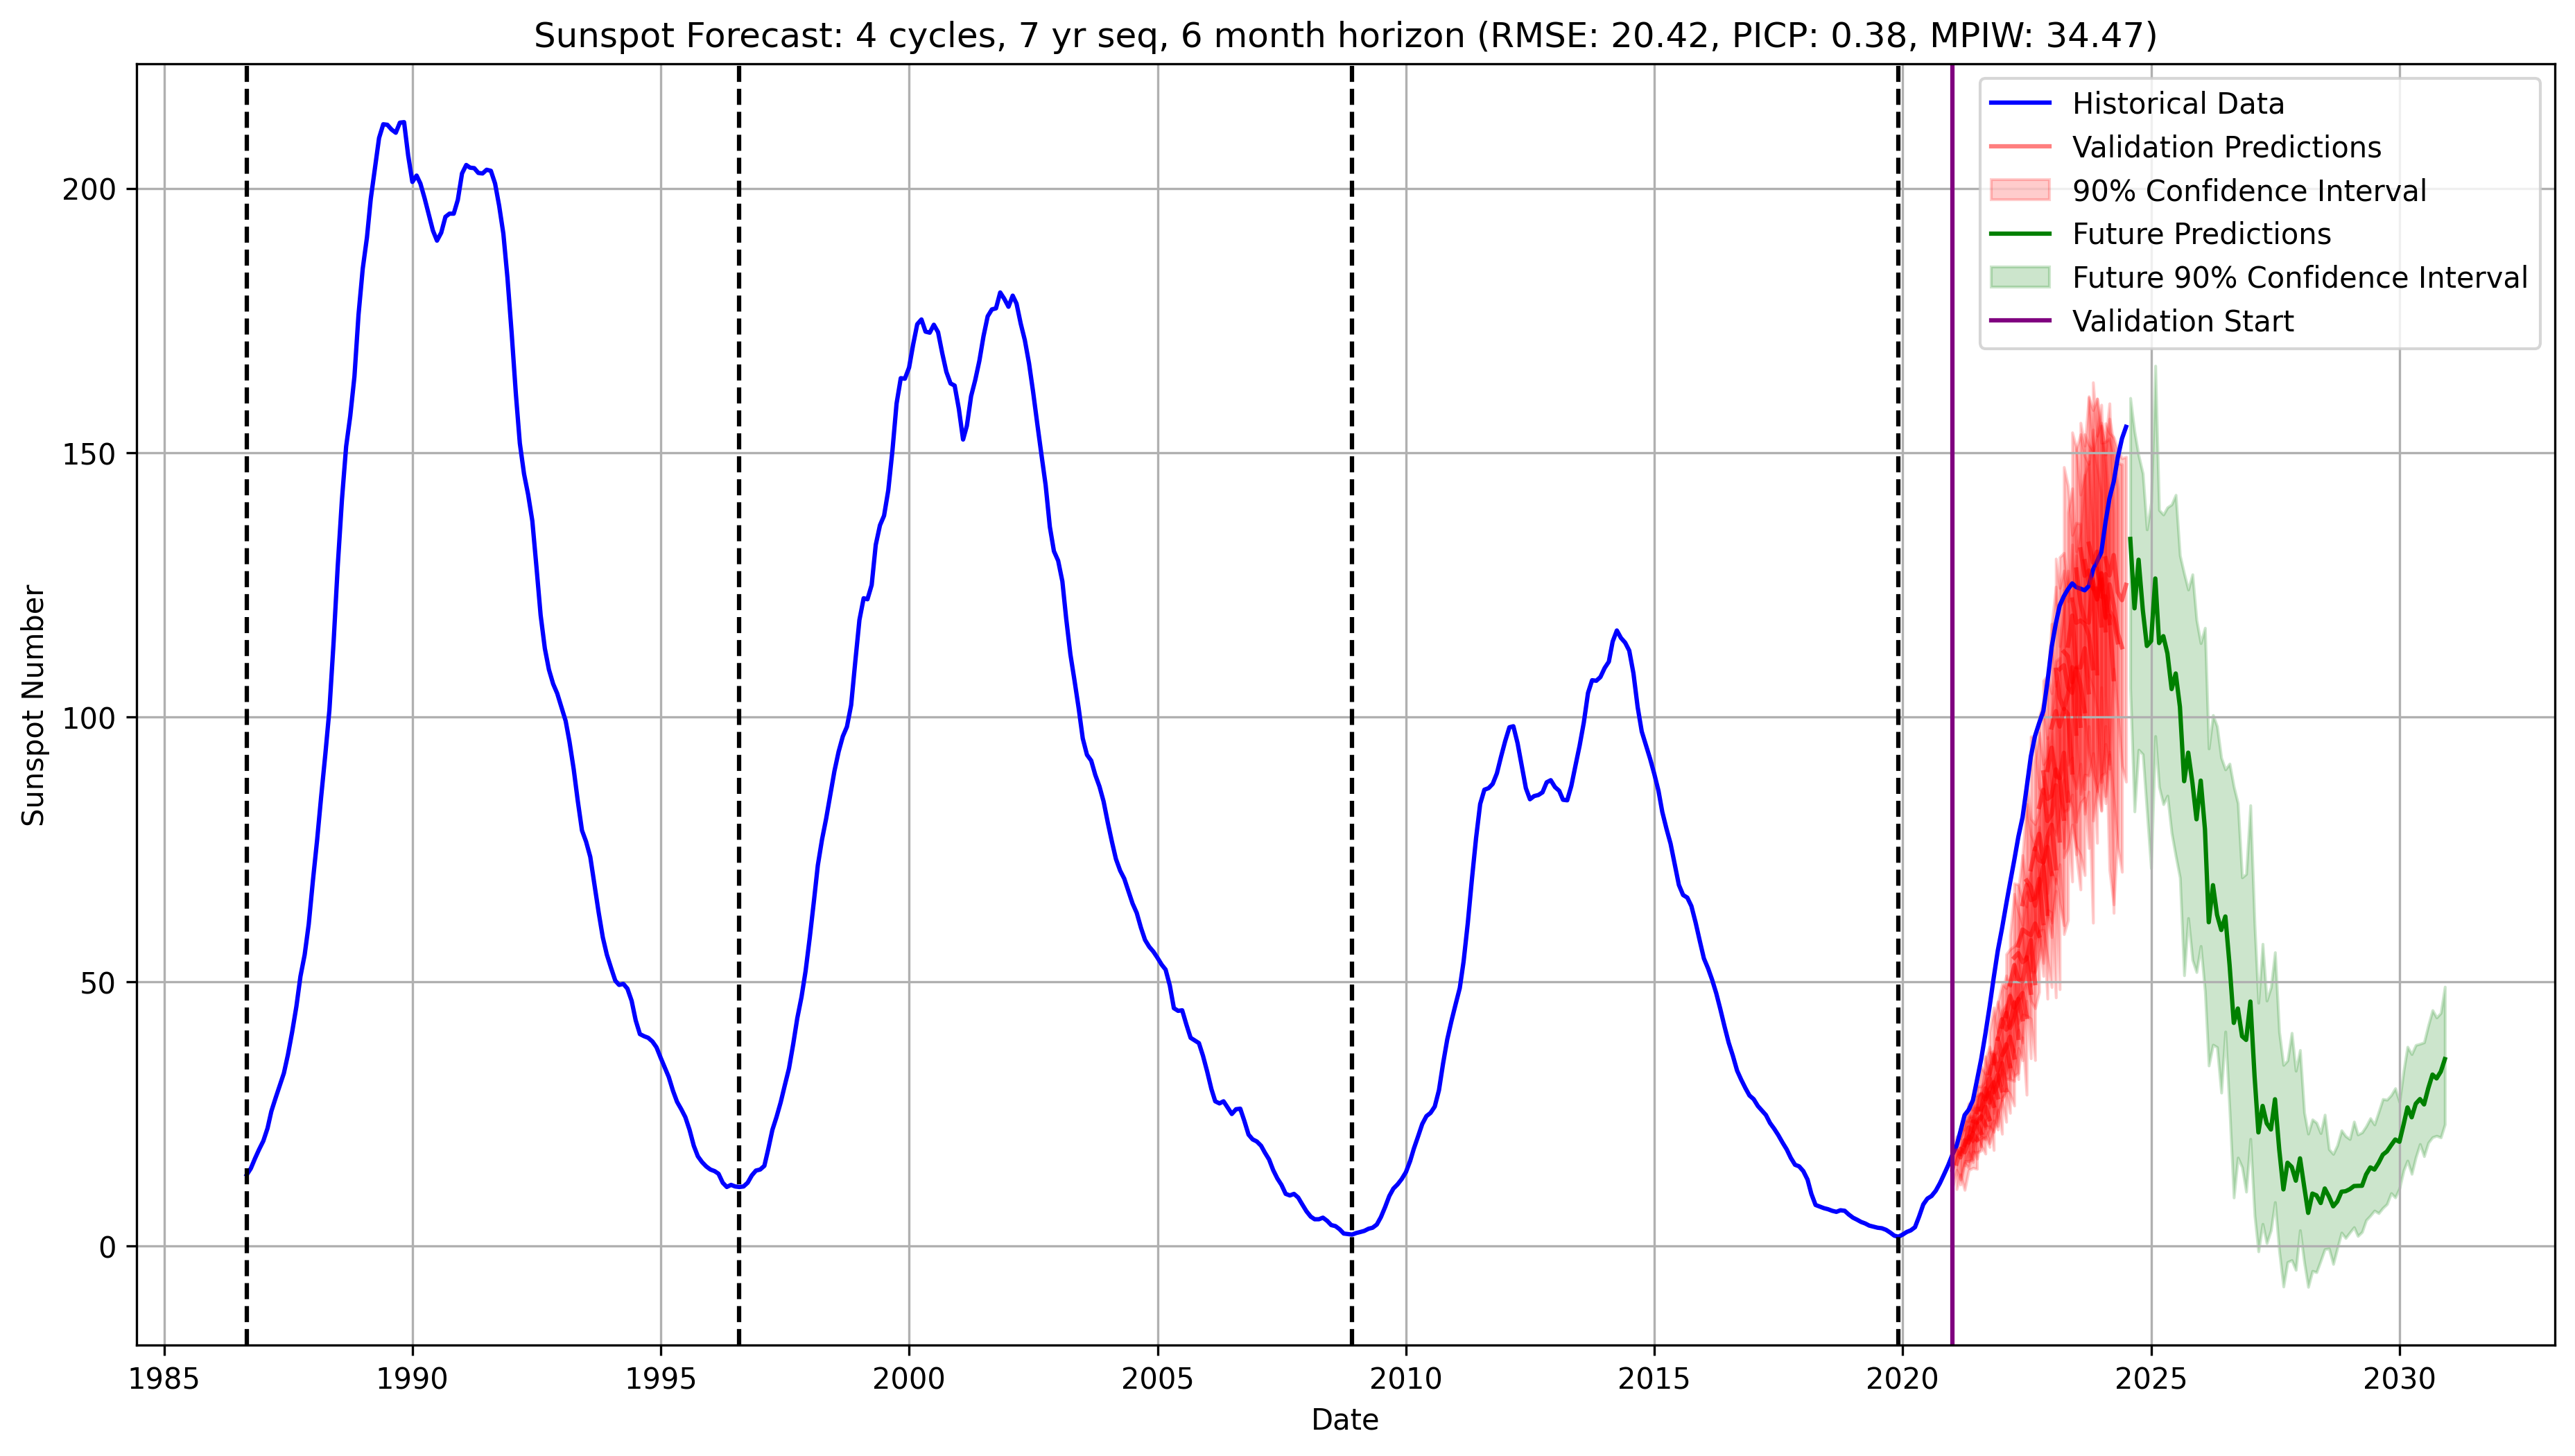 Sunspot Forecast: 4 cycles, 7 yr seq, 6 month horizon (RMSE: 20.42, PICP: 0.38, MPIW: 34.47)
Historical Data
Validation Predictions
90% Confidence Interval
Future Predictions
Future 90% Confidence Interval
Validation Start
Sunspot Number
200
150
100
50
0
1985 1990 1995 2000 2005 2010 2015 2020 2025 2030
Date